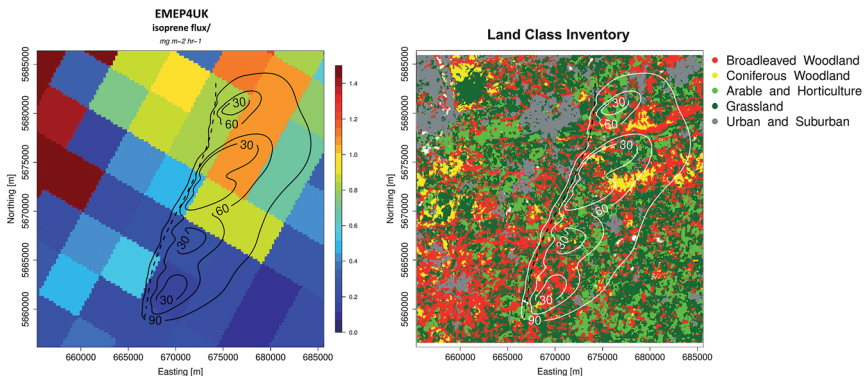 EMEP4UK
isoprene flux/
mg m−2 hr−1
Northing [m]
5685000
5680000
5675000
5670000
5665000
5660000
30
60
30
60
30
30
90
1.4
1.2
1.0
0.8
0.6
0.4
0.2
0.0
660000 665000 670000 675000 680000 685000
Easting [m]
Land Class Inventory
Northing [m]
5685000
5680000
5675000
5670000
5665000
5660000
30
60
30
60
30
30
90
660000 665000 670000 675000 680000 685000
Easting [m]
Broadleaved Woodland
Coniferous Woodland
Arable and Horticulture
Grassland
Urban and Suburban